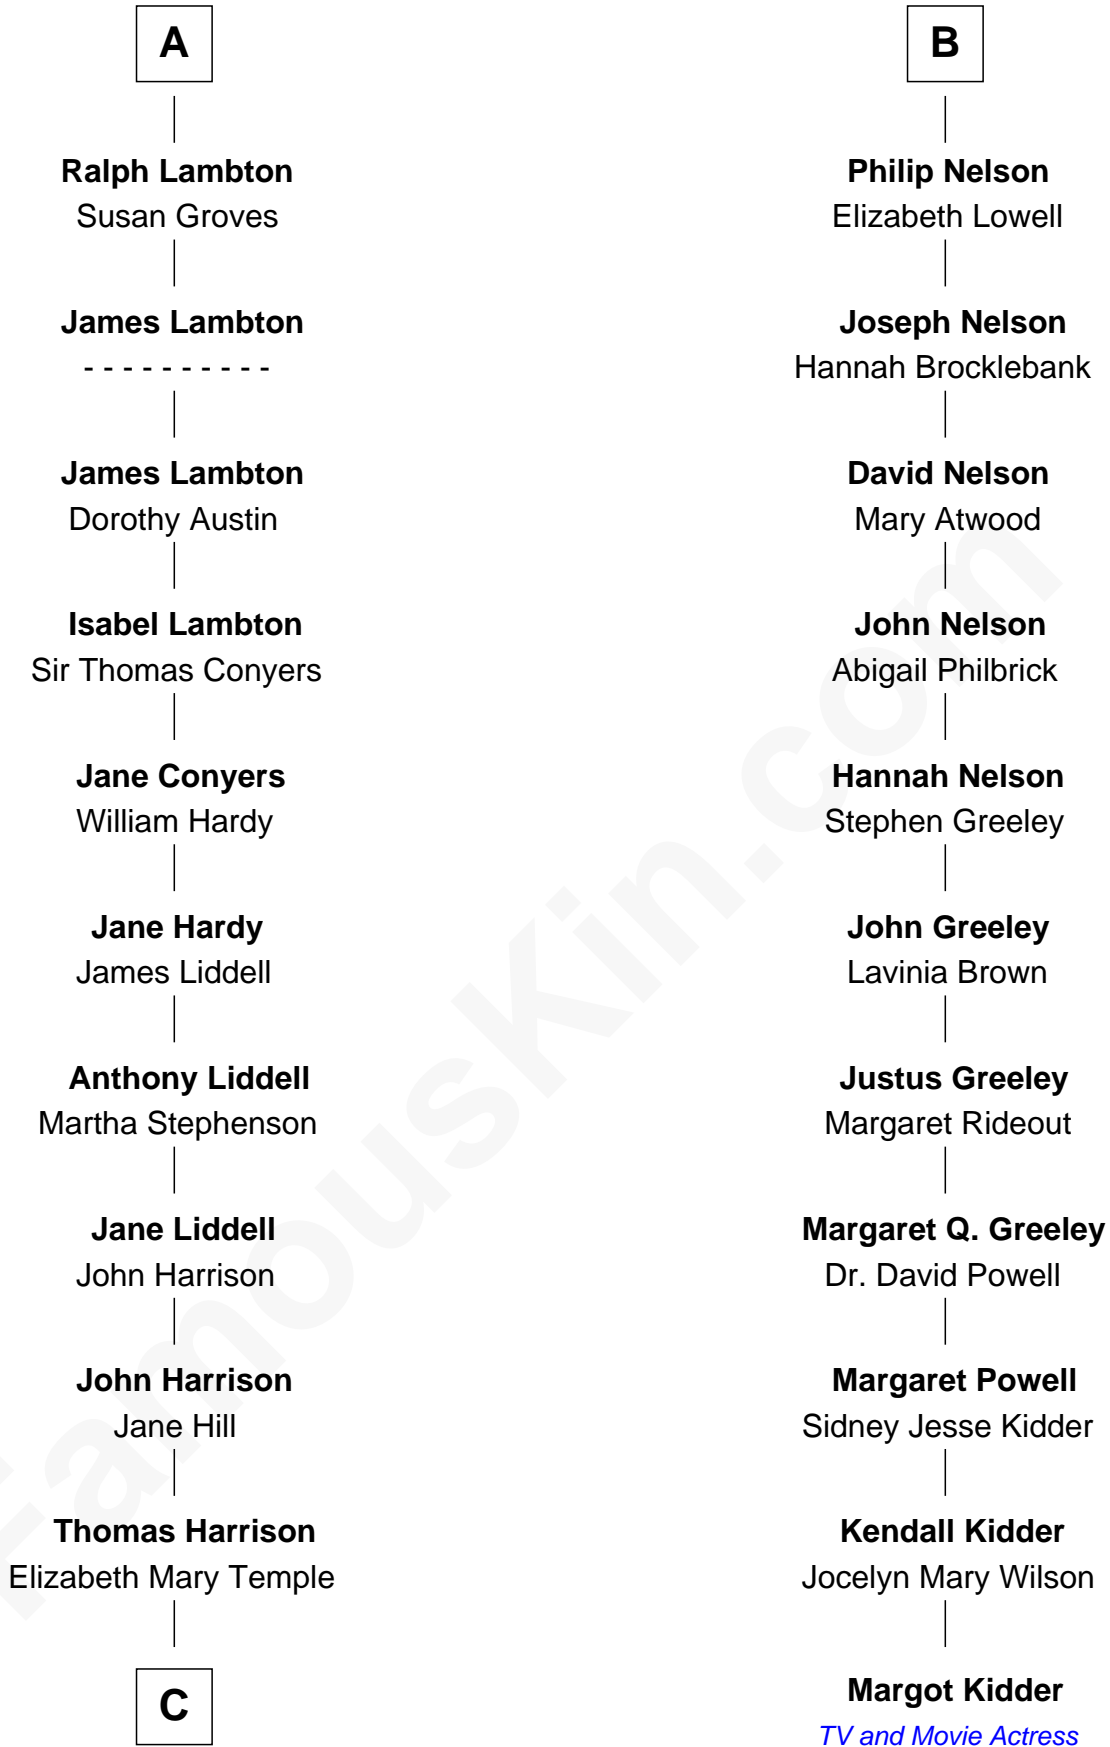 A
Ralph Lambton
Susan Groves
James Lambton
- - - - - - - - - -
James Lambton
Dorothy Austin
Isabel Lambton
Sir Thomas Conyers
Jane Conyers
William Hardy
Jane Hardy
James Liddell
Anthony Liddell
Martha Stephenson
Jane Liddell
John Harrison
John Harrison
Jane Hill
Thomas Harrison
Elizabeth Mary Temple
C
B
Philip Nelson
Elizabeth Lowell
Joseph Nelson
Hannah Brocklebank
David Nelson
Mary Atwood
John Nelson
Abigail Philbrick
Hannah Nelson
Stephen Greeley
John Greeley
Lavinia Brown
Justus Greeley
Margaret Rideout
Margaret Q. Greeley
Dr. David Powell
Margaret Powell
Sidney Jesse Kidder
Kendall Kidder
Jocelyn Mary Wilson
Margot Kidder
TV and Movie Actress
FamousKin.com